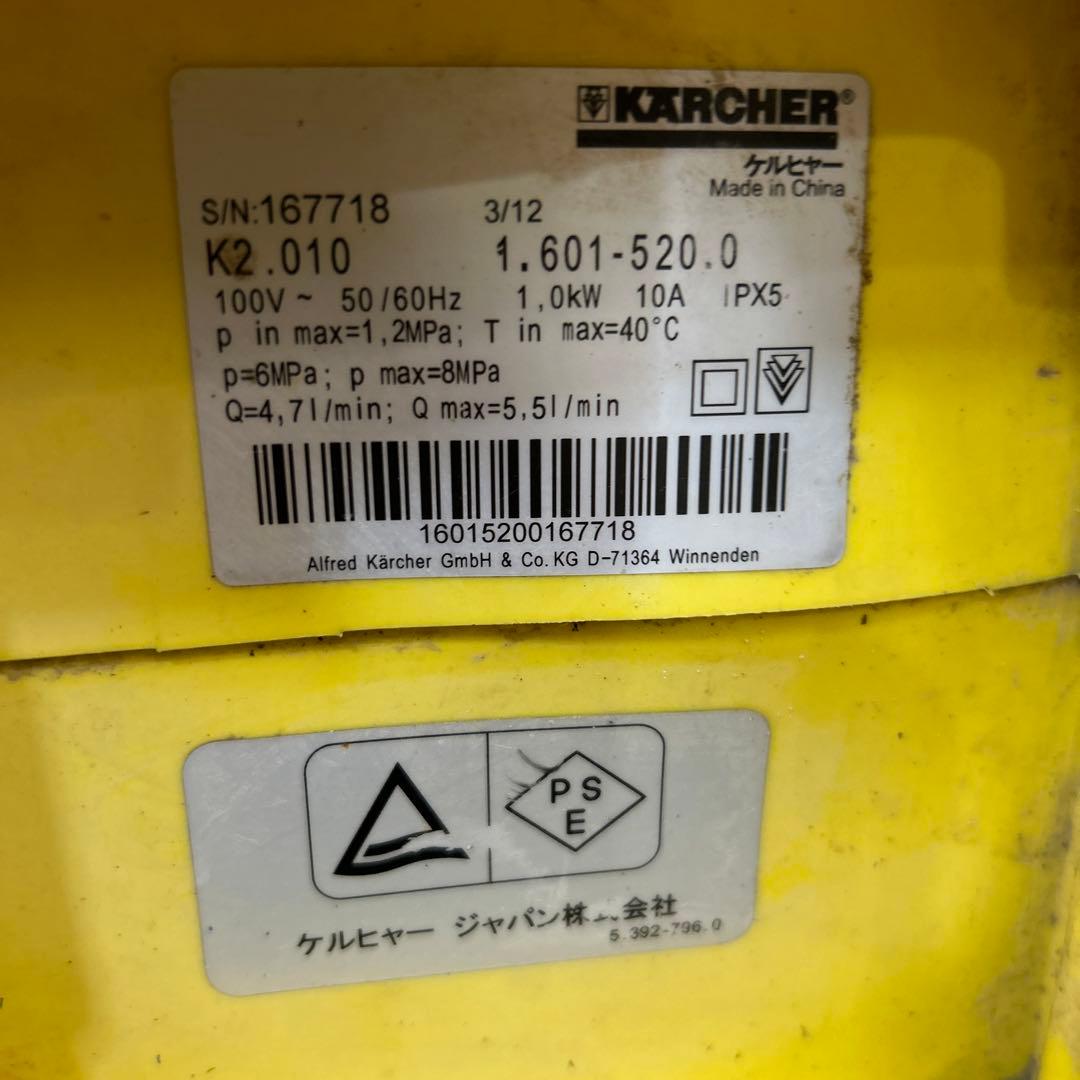 KÄRCHER®
ケルヒャー
Made in China
S/N:167718 3/12
K2.010 1.601-520.0
100V ~ 50/60Hz 1,0kW 10A IPX5
p in max=1,2MPa; T in max=40°C
p=6MPa; p max=8MPa
Q=4,7l/min; Q max=5,5l/min
16015200167718
Alfred Kärcher GmbH & Co. KG D-71364 Winnenden
PS
E
ケルヒャー ジャパン株式会社
5.392-796.0